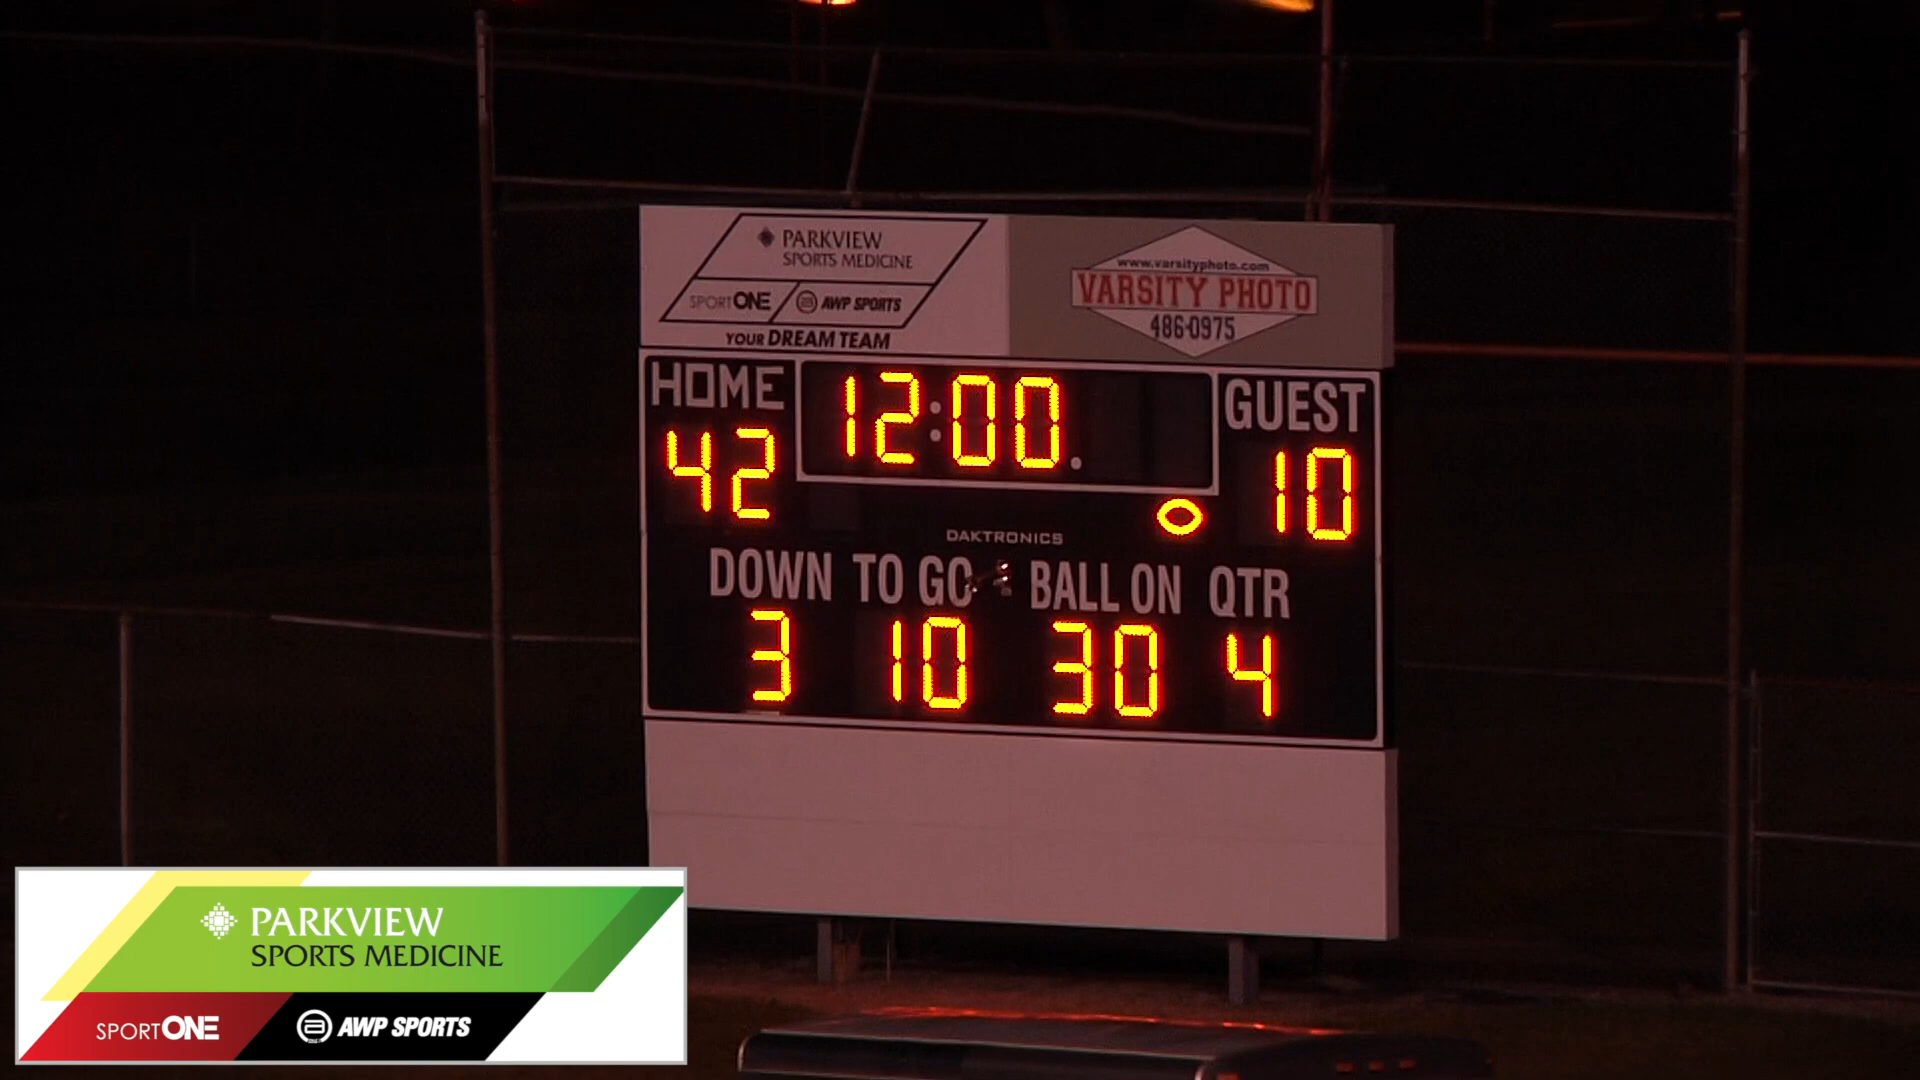 PARKVIEW
SPORTS MEDICINE
SPORTONE AWP SPORTS
YOUR DREAM TEAM
www.varsityphoto.com
VARSITY PHOTO
486-0975
HOME 12:00. GUEST
42 10
DAKTRONICS
DOWN TO GO BALL ON QTR
3 10 30 4
PARKVIEW
SPORTS MEDICINE
SPORTONE AWP SPORTS